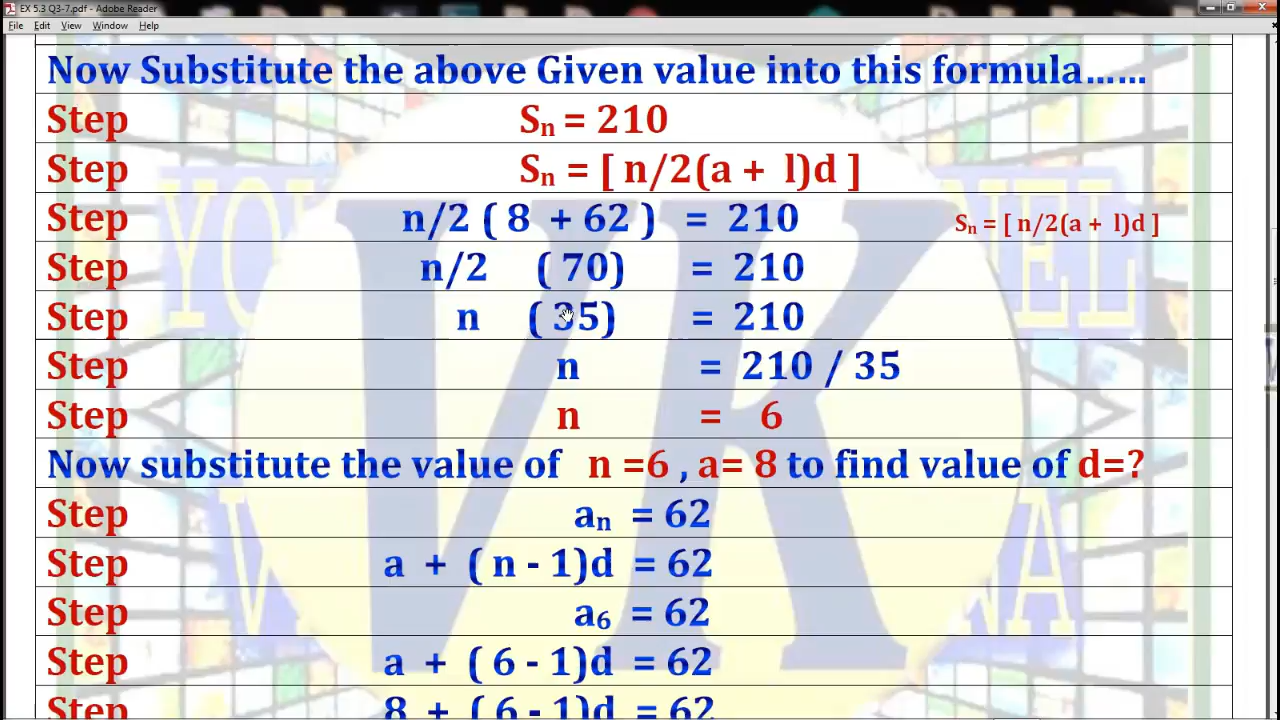 EX 5.3 Q3-7.pdf - Adobe Reader
File Edit View Window Help
Now Substitute the above Given value into this formula......
Step Sn = 210
Step Sn = [ n/2(a + l)d ]
Step n/2 ( 8 + 62 ) = 210 Sn = [ n/2(a + l)d ]
Step n/2 ( 70) = 210
Step n ( 35) = 210
Step n = 210 / 35
Step n = 6
Now substitute the value of n =6 , a= 8 to find value of d=?
Step an = 62
Step a + ( n - 1)d = 62
Step a6 = 62
Step a + ( 6 - 1)d = 62
Step 8 + ( 6 - 1)d = 62
VK